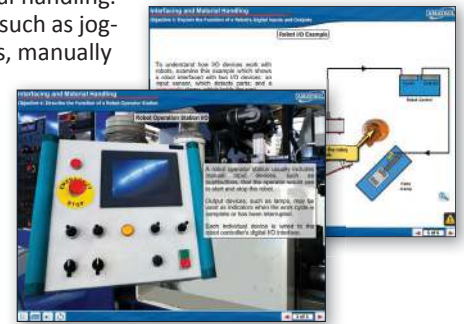 al handling.
such as jog-
s, manually
Interfacing and Material Handling
Objective 1: Explain the Function of a Robot's Digital Inputs and Outputs
Robot I/O Example
To understand how I/O devices work with
robots, examine this example which shows
a robot interfaced with two I/O devices: an
input sensor, which detects parts; and a
Robot Control
Interfacing and Material Handling
Objective 4: Describe the Function of a Robot Operator Station
Robot Operation Station I/O
EMERGENCY
STOP
A robot operator station usually includes
manual input devices, such as
pushbuttons, that the operator would use
to start and stop the robot.
Output devices, such as lamps, may be
used as indicators when the work cycle is
complete or has been interrupted.
Each individual device is wired to the
robot controller's digital I/O interface.